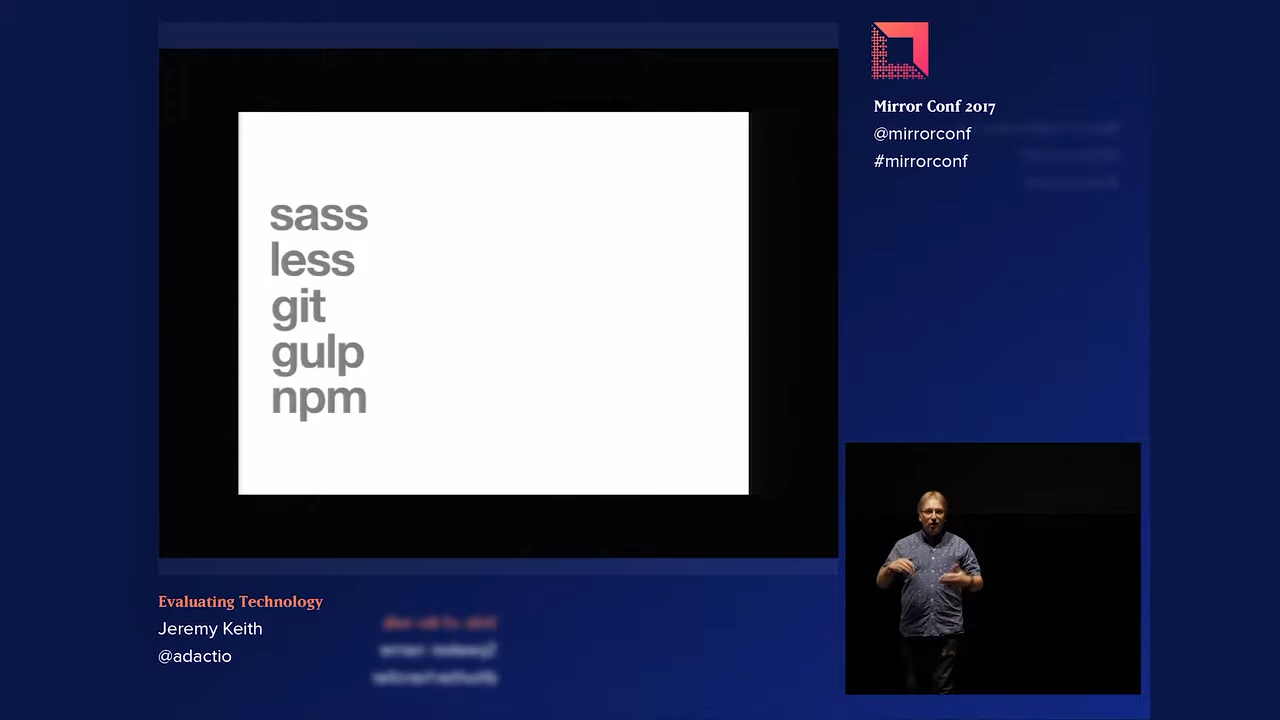 sass
less
git
gulp
npm
Mirror Conf 2017
@mirrorconf
#mirrorconf
Evaluating Technology
Jeremy Keith
@adactio